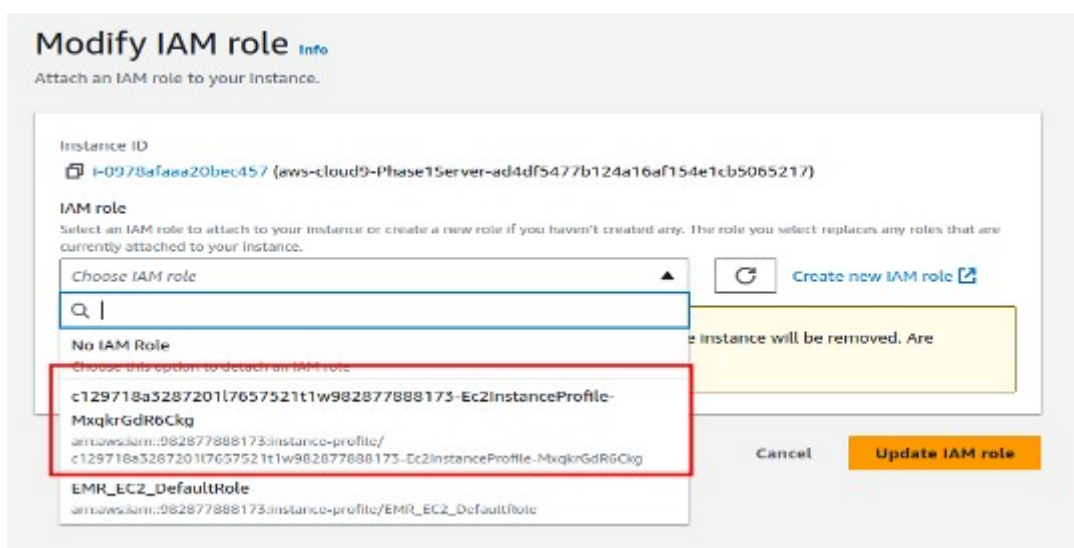 Modify IAM role Info
Attach an IAM role to your instance.
Instance ID
i-0978afaaa20bec457 (aws-cloud9-Phase1Server-ad4df5477b124a16af154e1cb5065217)
IAM role
Select an IAM role to attach to your instance or create a new role if you haven't created any. The role you select replaces any roles that are
currently attached to your instance.
Choose IAM role
Create new IAM role
No IAM Role
e instance will be removed. Are
Choose this option to detach an IAM role
c129718a3287201l7657521t1w982877888173-Ec2InstanceProfile-
MxqkrGdR6Ckg
arn:aws:iam::982877888173:instance-profile/
c129718a3287201l7657521t1w982877888173-Ec2InstanceProfile-MxqkrGdR6Ckg
Cancel
Update IAM role
EMR_EC2_DefaultRole
arn:aws:iam::982877888173:instance-profile/EMR_EC2_DefaultRole